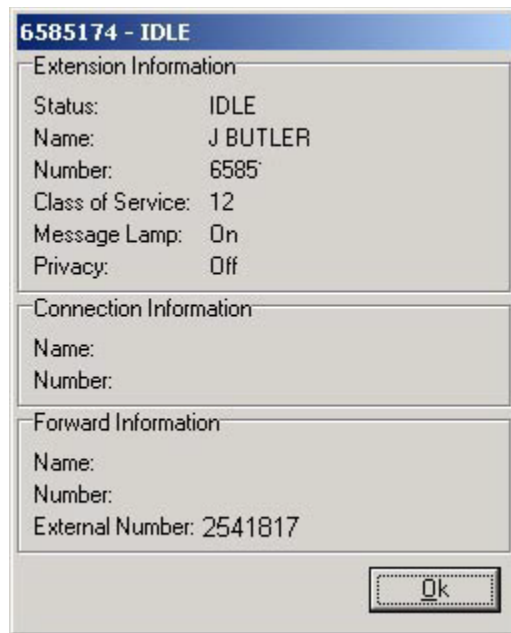 6585174 - IDLE
Extension Information
Status: IDLE
Name: J BUTLER
Number: 6585
Class of Service: 12
Message Lamp: On
Privacy: Off
Connection Information
Name:
Number:
Forward Information
Name:
Number:
External Number: 2541817
Ok